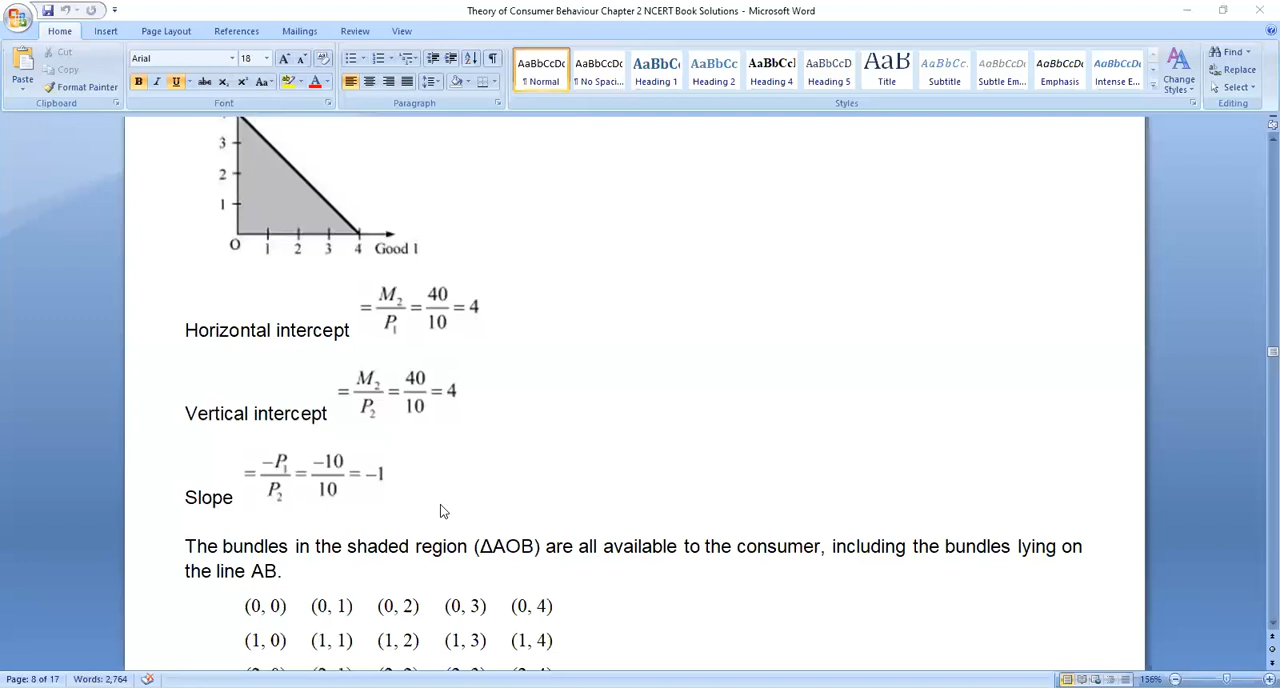 Theory of Consumer Behaviour Chapter 2 NCERT Book Solutions - Microsoft Word
Home Insert Page Layout References Mailings Review View
Paste
Cut
Copy
Format Painter
Clipboard
Arial 18
B I U abc x₂ x² Aa
Font
Paragraph
AaBbCcDc AaBbCcDc AaBbC AaBbCc AaBbCc AaBbCcD AaB AaBbCc. AaBbCcDc AaBbCcDc
¶ Normal ¶ No Spaci... Heading 1 Heading 2 Heading 4 Heading 5 Title Subtitle Subtle Em... Emphasis Intense E...
Change Styles
Styles
Find
Replace
Select
Editing
3
2
1
O 1 2 3 4 Good 1
Horizontal intercept = M₂/P₁ = 40/10 = 4
Vertical intercept = M₂/P₂ = 40/10 = 4
Slope = –P₁/P₂ = –10/10 = –1
The bundles in the shaded region (ΔAOB) are all available to the consumer, including the bundles lying on
the line AB.
(0, 0) (0, 1) (0, 2) (0, 3) (0, 4)
(1, 0) (1, 1) (1, 2) (1, 3) (1, 4)
Page: 8 of 17 Words: 2,764 156%